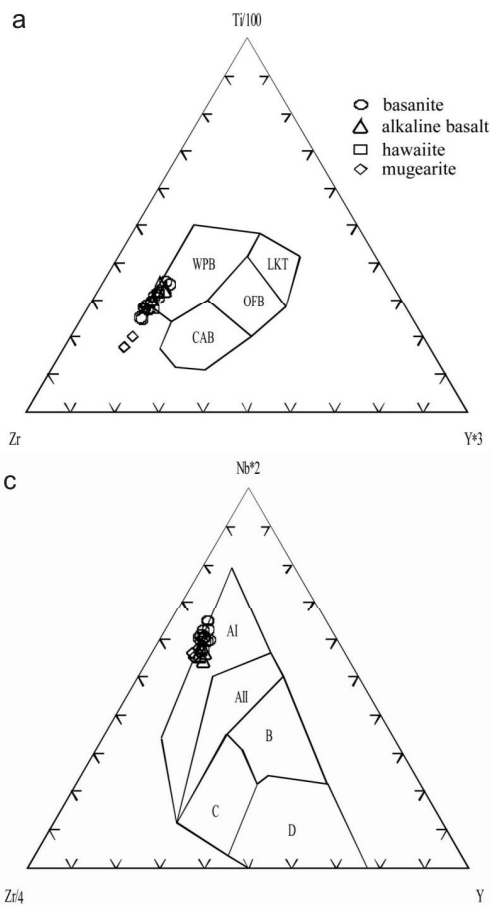 a
Ti/100
basanite
alkaline basalt
hawaiite
mugearite
WPB
LKT
OFB
CAB
Zr
Y*3
c
Nb*2
AI
AII
B
C
D
Zr/4
Y